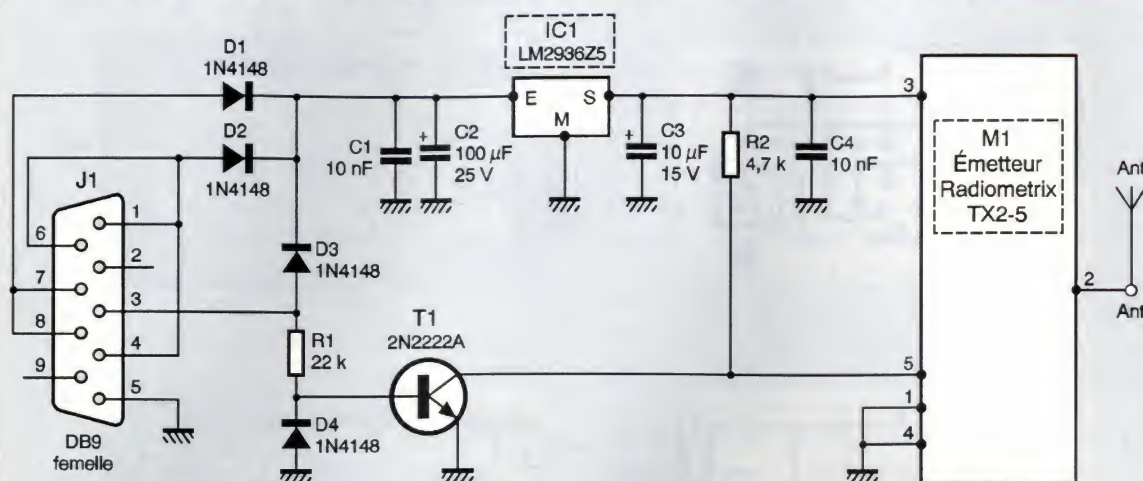 IC1
LM2936Z5
D1
1N4148
E
S
M
3
D2
1N4148
C1
10 nF
+
C2
100 µF
25 V
+
C3
10 µF
15 V
R2
4,7 k
C4
10 nF
M1
Émetteur
Radiometrix
TX2-5
Ant
J1
1
6
2
7
3
8
4
9
5
DB9
femelle
D3
1N4148
R1
22 k
T1
2N2222A
D4
1N4148
2
Ant
5
1
4